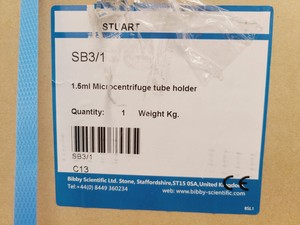 STUART
SB3/1
1.5ml Microcentrifuge tube holder
Quantity: 1 Weight Kg.
SB3/1
C13
Bibby Scientific Ltd. Stone, Staffordshire, ST15 0SA, United Kingdom
Tel.+44(0) 8449 360234
web: www.bibby-scientific.com
CE